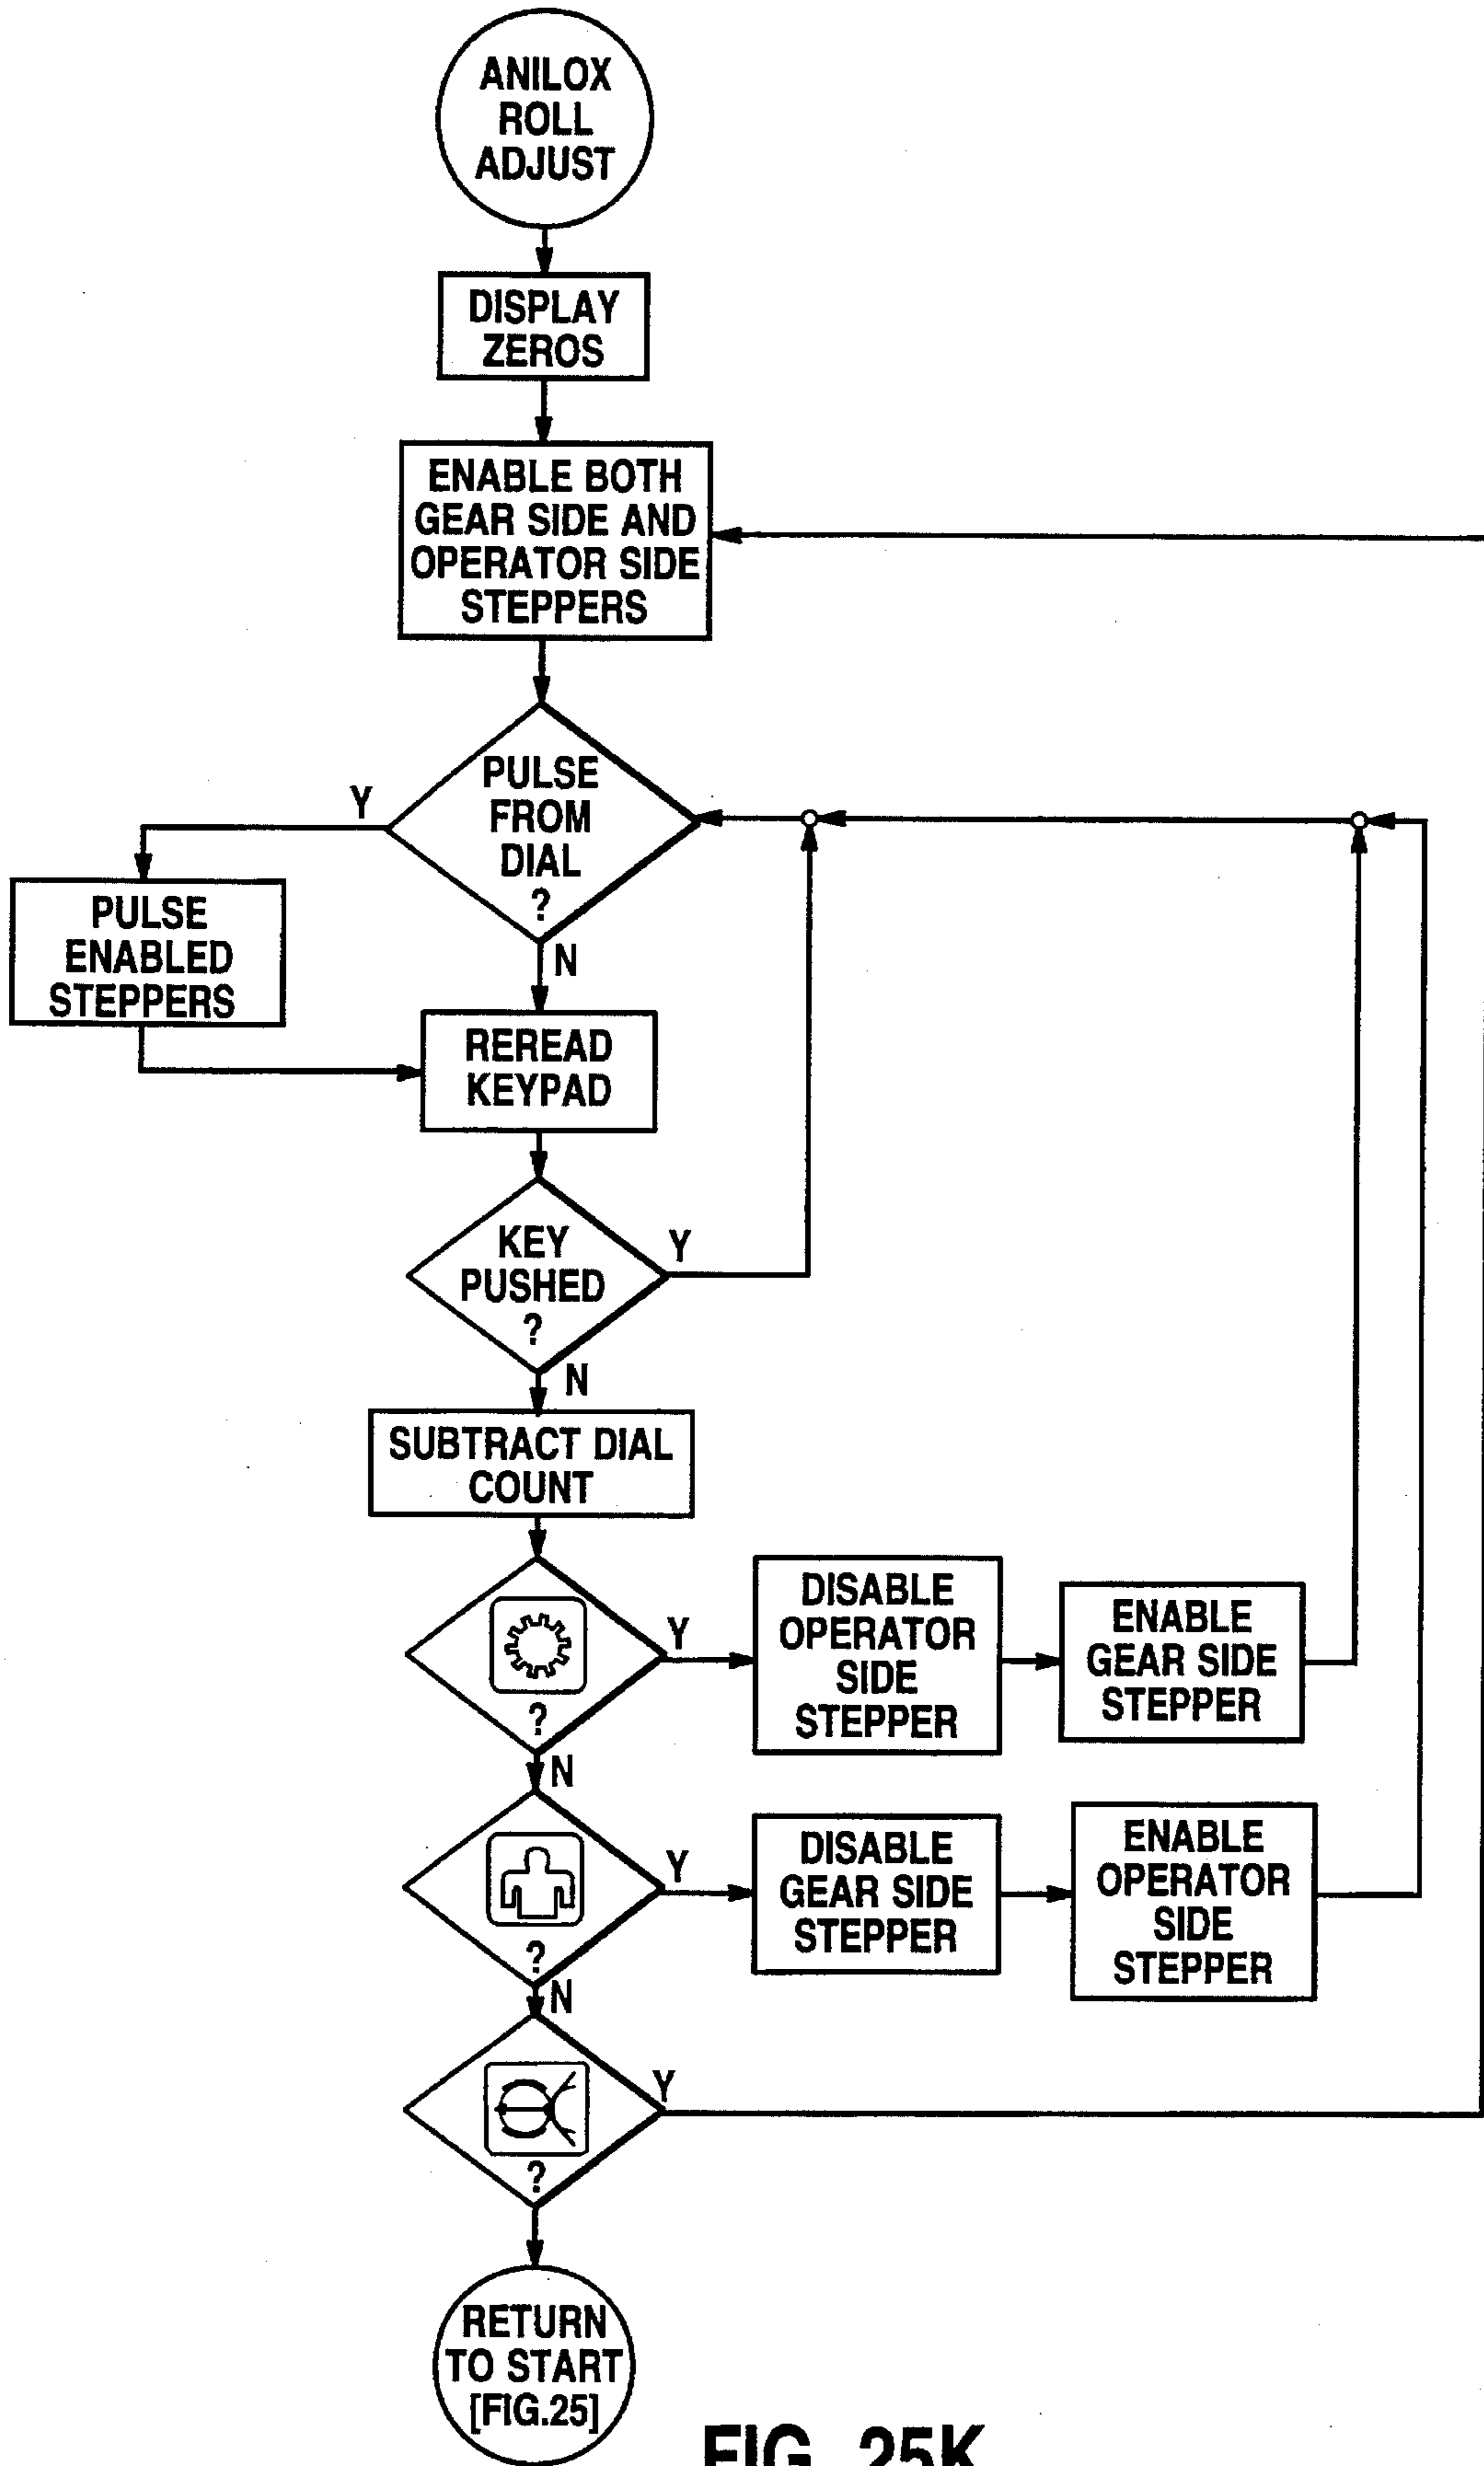 ANILOX
ROLL
ADJUST
DISPLAY
ZEROS
ENABLE BOTH
GEAR SIDE AND
OPERATOR SIDE
STEPPERS
PULSE
FROM
DIAL
?
Y
N
PULSE
ENABLED
STEPPERS
REREAD
KEYPAD
KEY
PUSHED
?
Y
N
SUBTRACT DIAL
COUNT
?
Y
N
DISABLE
OPERATOR
SIDE
STEPPER
ENABLE
GEAR SIDE
STEPPER
?
Y
N
DISABLE
GEAR SIDE
STEPPER
ENABLE
OPERATOR
SIDE
STEPPER
?
Y
RETURN
TO START
[FIG.25]
FIG. 25K